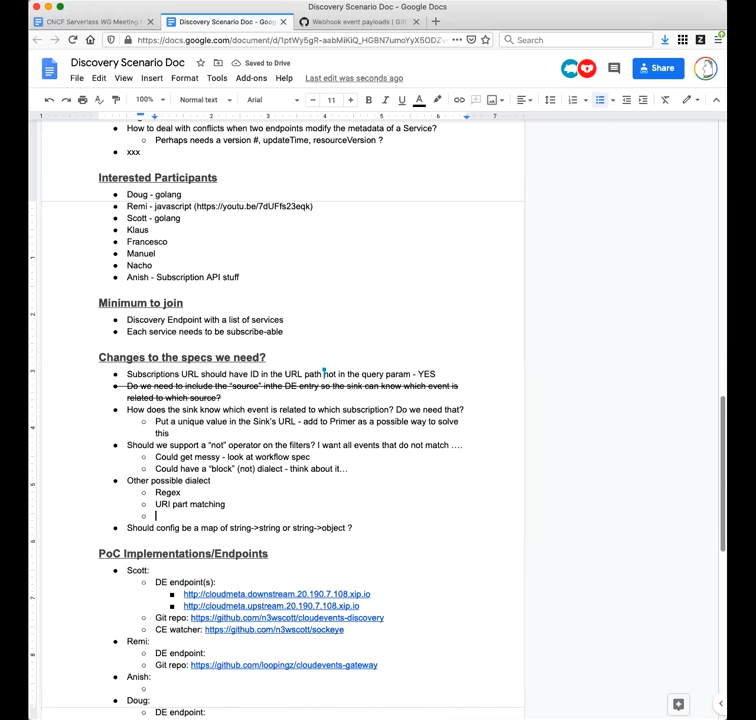 CNCF Serverless WG Meeting
Discovery Scenario Doc - Goog
Webhook event payloads | Git
https://docs.google.com/document/d/1ptWy5gR-aabMiKiQ_HGBN7umoYyX5ODZv
Search
Discovery Scenario Doc
Saved to Drive
File Edit View Insert Format Tools Add-ons Help Last edit was seconds ago
Share
100% Normal text Arial 11
How to deal with conflicts when two endpoints modify the metadata of a Service?
Perhaps needs a version #, updateTime, resourceVersion ?
xxx
Interested Participants
Doug - golang
Remi - javascript (https://youtu.be/7dUFfs23eqk)
Scott - golang
Klaus
Francesco
Manuel
Nacho
Anish - Subscription API stuff
Minimum to join
Discovery Endpoint with a list of services
Each service needs to be subscribe-able
Changes to the specs we need?
Subscriptions URL should have ID in the URL path not in the query param - YES
Do we need to include the "source" inthe DE entry so the sink can know which event is
related to which source?
How does the sink know which event is related to which subscription? Do we need that?
Put a unique value in the Sink's URL - add to Primer as a possible way to solve
this
Should we support a "not" operator on the filters? I want all events that do not match ....
Could get messy - look at workflow spec
Could have a "block" (not) dialect - think about it...
Other possible dialect
Regex
URI part matching
Should config be a map of string->string or string->object ?
PoC Implementations/Endpoints
Scott:
DE endpoint(s):
http://cloudmeta.downstream.20.190.7.108.xip.io
http://cloudmeta.upstream.20.190.7.108.xip.io
Git repo: https://github.com/n3wscott/cloudevents-discovery
CE watcher: https://github.com/n3wscott/sockeye
Remi:
DE endpoint:
Git repo: https://github.com/loopingz/cloudevents-gateway
Anish:
Doug:
DE endpoint: